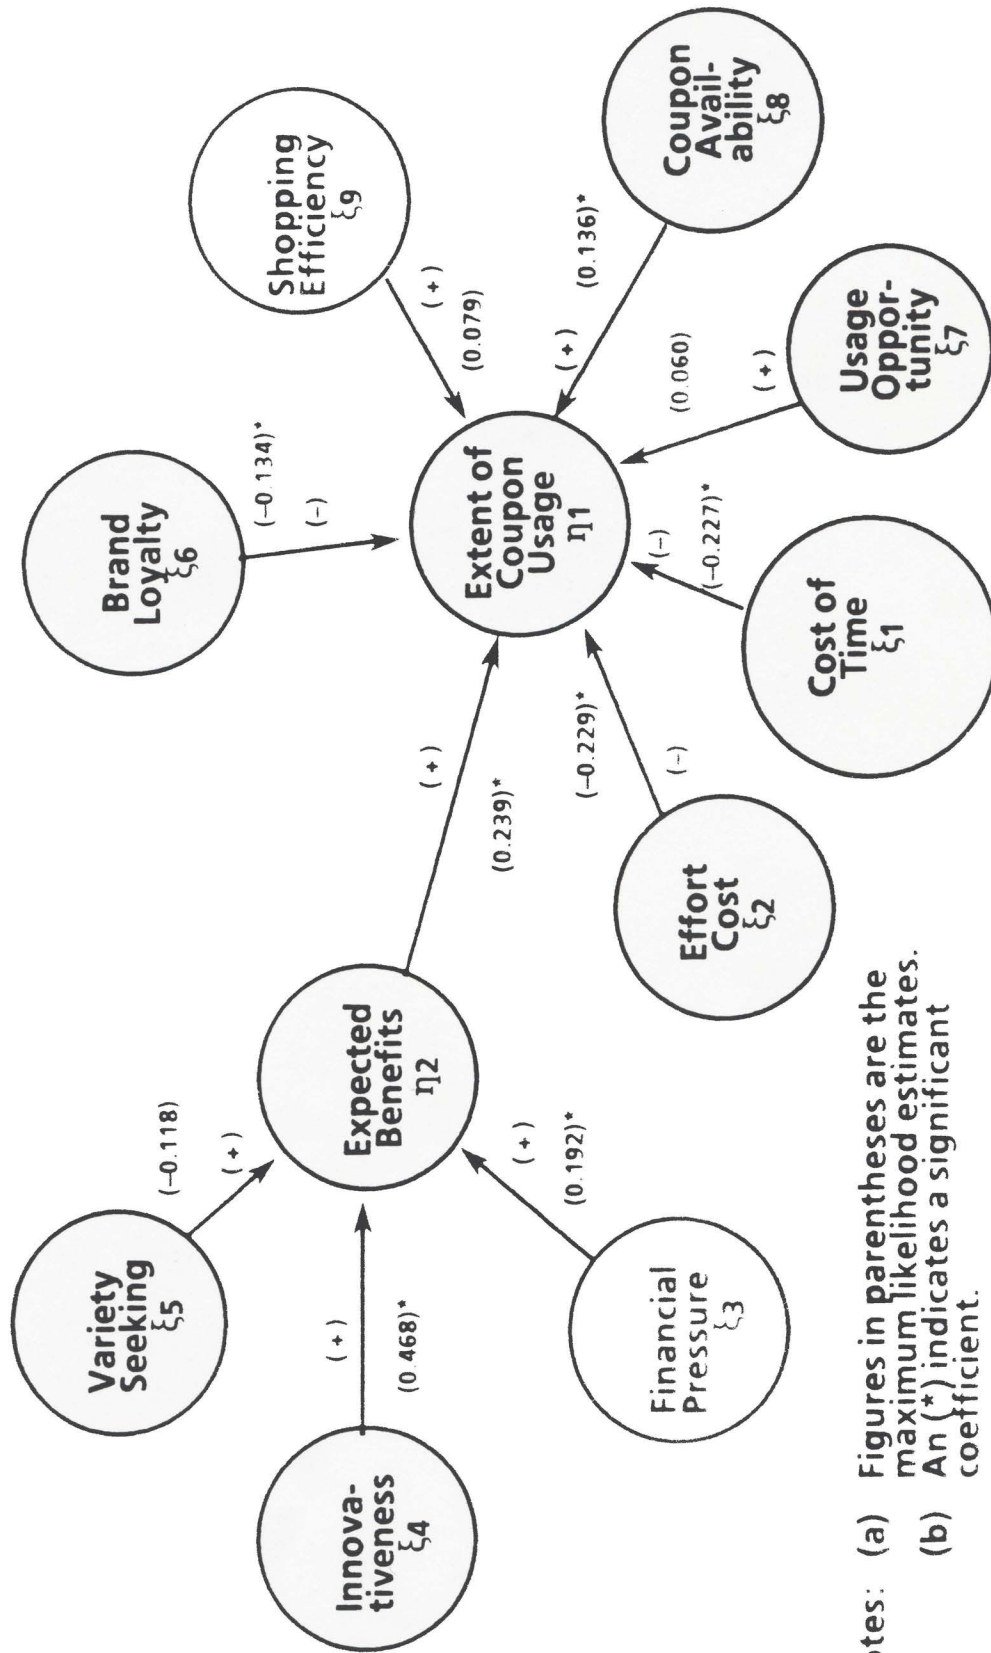 Variety
Seeking
ξ5
(−0.118)
(+)
Innova-
tiveness
ξ4
(+)
(0.468)*
Financial
Pressure
ξ3
(+)
(0.192)*
Expected
Benefits
η2
(+)
(0.239)*
Brand
Loyalty
ξ6
(−0.134)*
(−)
Shopping
Efficiency
ξ9
(+)
(0.079)
Extent of
Coupon
Usage
η1
(+)
(0.136)*
Coupon
Avail-
ability
ξ8
(0.060)
(+)
Usage
Oppor-
tunity
ξ7
(−)
(−0.227)*
Cost of
Time
ξ1
(−0.229)*
(−)
Effort
Cost
ξ2
otes: (a) Figures in parentheses are the
maximum likelihood estimates.
(b) An (*) indicates a significant
coefficient.